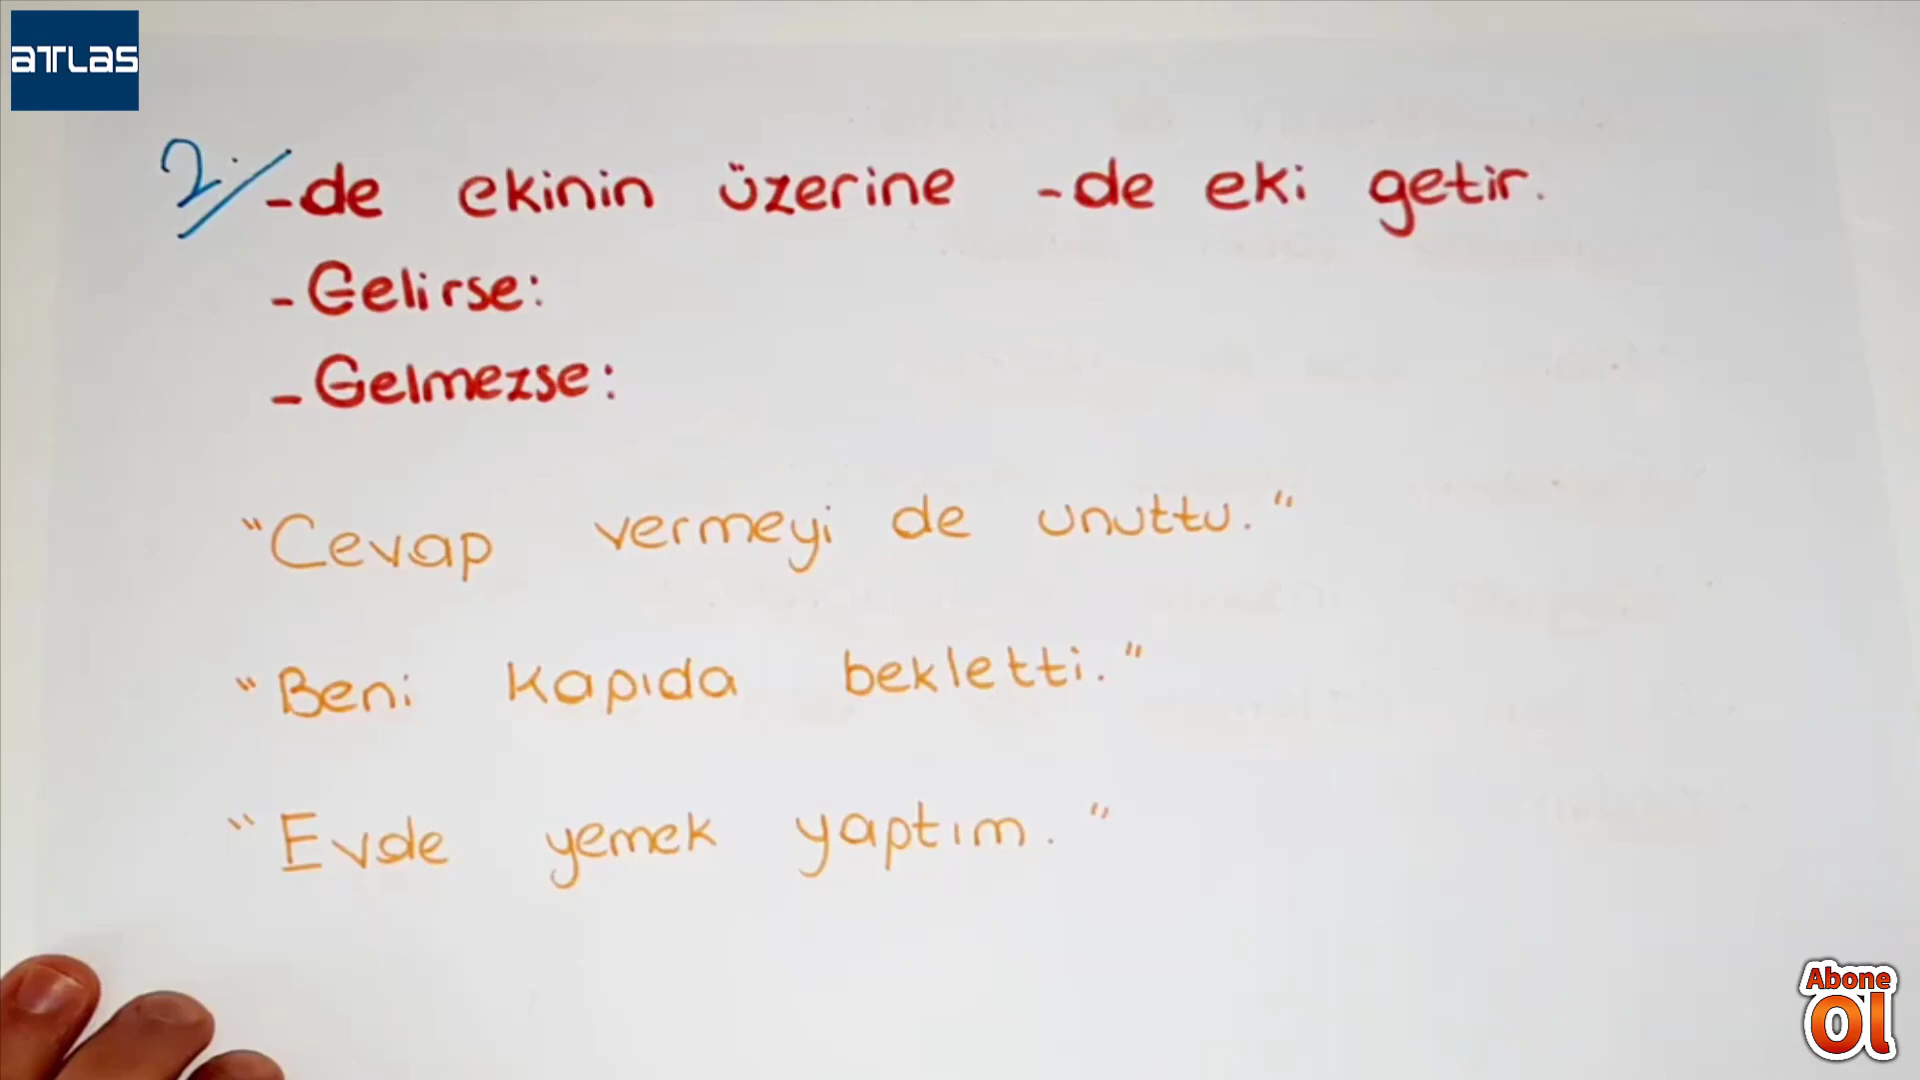 ATLAS
2. -de ekinin üzerine -de eki getir.
- Gelirse:
- Gelmezse:
"Cevap vermeyi de unuttu."
"Beni kapıda bekletti."
"Evde yemek yaptım."
Abone
Ol